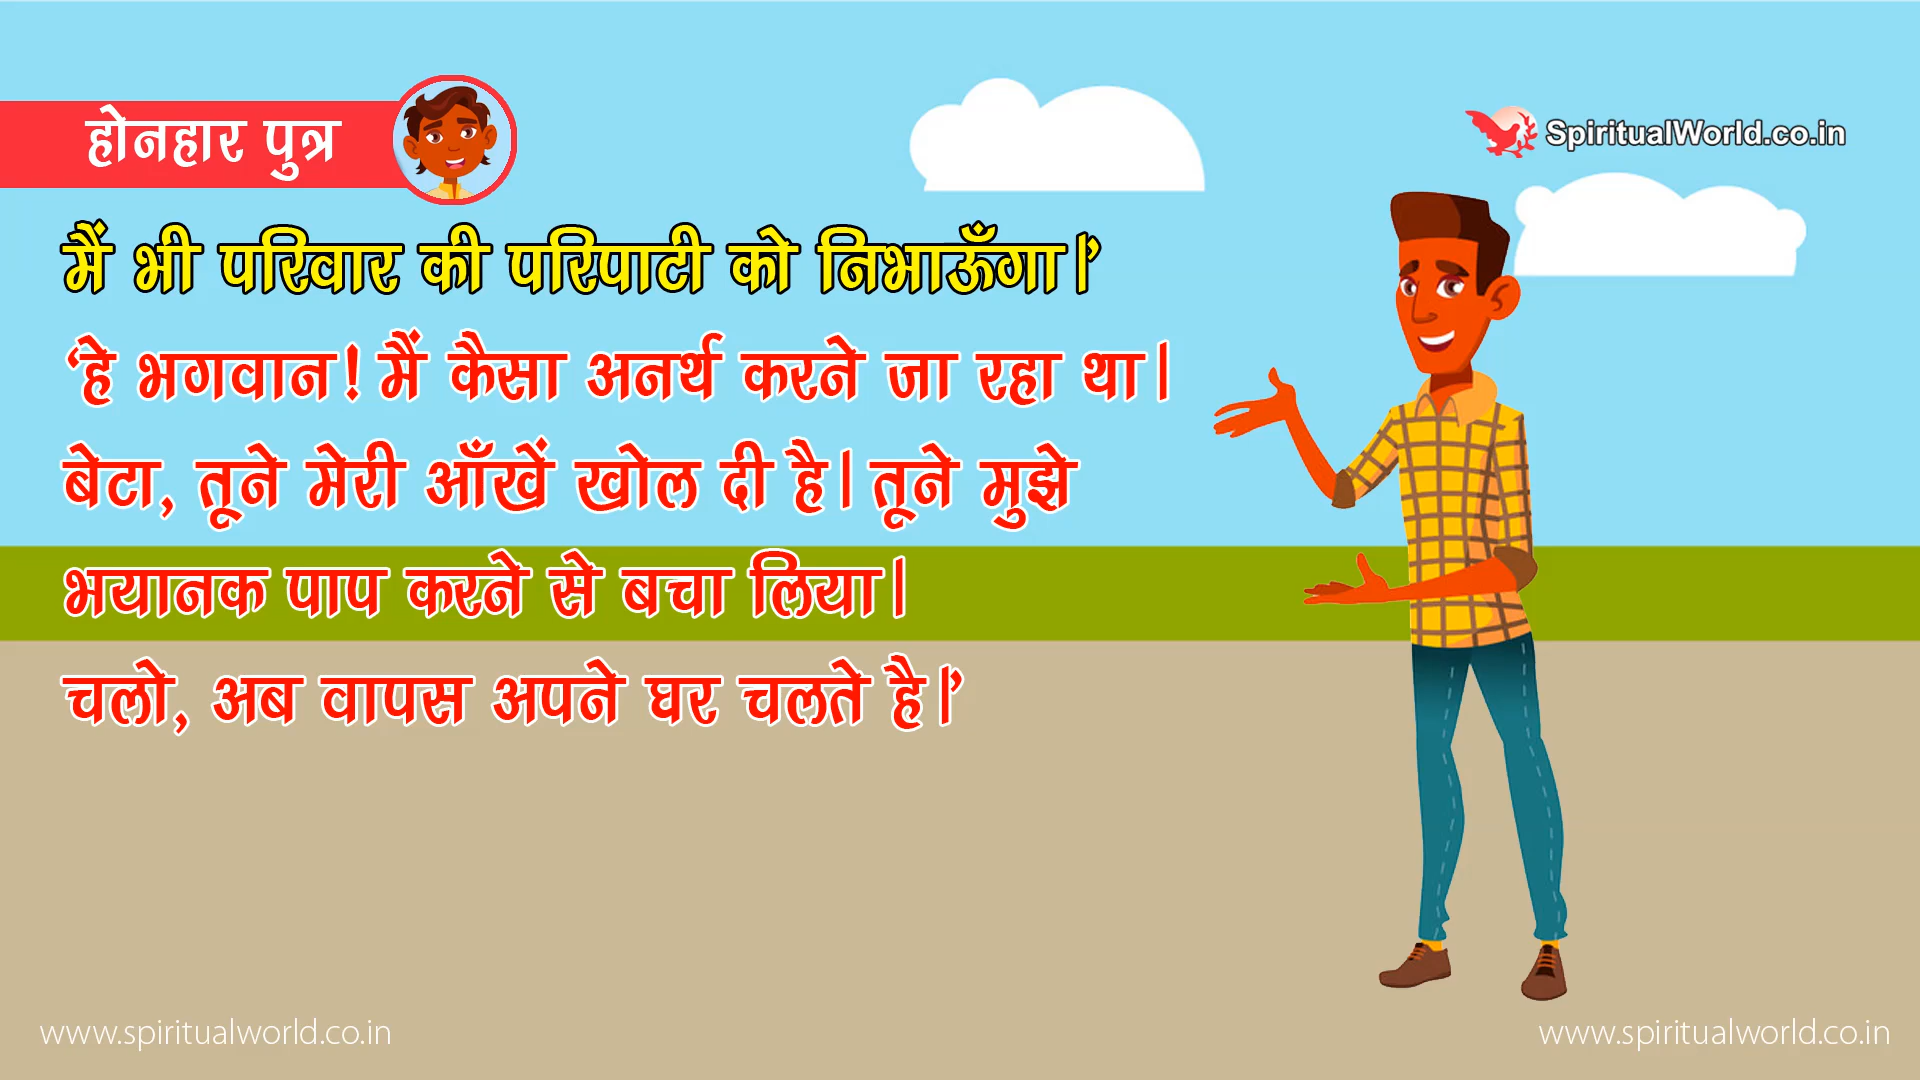 होनहार पुत्र
SpiritualWorld.co.in
मैं भी परिवार की परिपाटी को निभाऊँगा।’
‘हे भगवान! मैं कैसा अनर्थ करने जा रहा था।
बेटा, तूने मेरी आँखें खोल दी है। तूने मुझे
भयानक पाप करने से बचा लिया।
चलो, अब वापस अपने घर चलते है।’
www.spiritualworld.co.in
www.spiritualworld.co.in